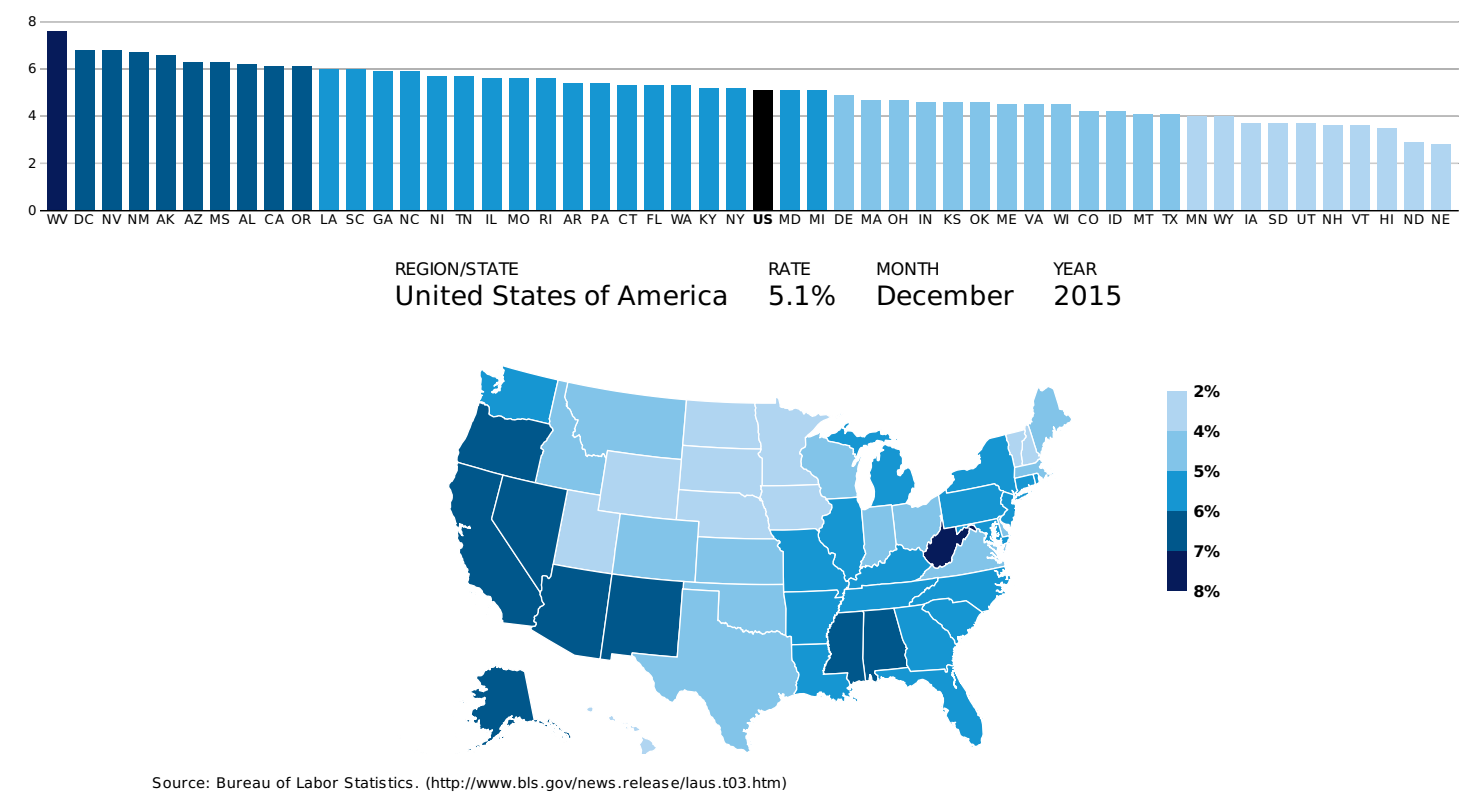 8
6
4
2
0
WV DC NV NM AK AZ MS AL CA OR LA SC GA NC NI TN IL MO RI AR PA CT FL WA KY NY US MD MI DE MA OH IN KS OK ME VA WI CO ID MT TX MN WY IA SD UT NH VT HI ND NE
REGION/STATE RATE MONTH YEAR
United States of America 5.1% December 2015
2%
4%
5%
6%
7%
8%
Source: Bureau of Labor Statistics. (http://www.bls.gov/news.release/laus.t03.htm)